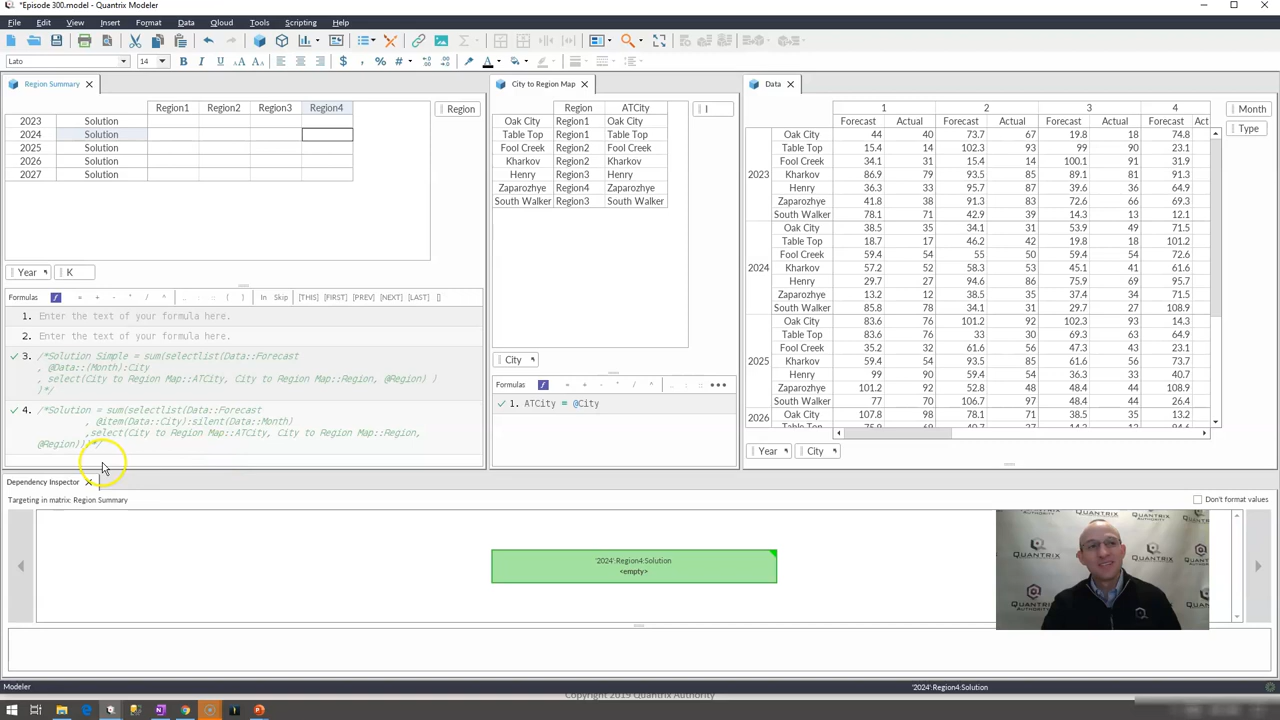 *Episode 300.model - Quantrix Modeler
File Edit View Insert Format Data Qloud Tools Scripting Help
Lato 14 B I U A A $ % #
Region Summary
Region1 Region2 Region3 Region4 Region
2023 Solution
2024 Solution
2025 Solution
2026 Solution
2027 Solution
Year K
Formulas f = + - * / ^ .. : :: { } In Skip [THIS] [FIRST] [PREV] [NEXT] [LAST] []
1. Enter the text of your formula here.
2. Enter the text of your formula here.
3. /*Solution Simple = sum(selectlist(Data::Forecast
, @Data::(Month):City
, select(City to Region Map::ATCity, City to Region Map::Region, @Region) )
)*/
4. /*Solution = sum(selectlist(Data::Forecast
, @item(Data::City):silent(Data::Month)
,select(City to Region Map::ATCity, City to Region Map::Region,
@Region)))*/
City to Region Map
Region ATCity I
Oak City Region1 Oak City
Table Top Region1 Table Top
Fool Creek Region2 Fool Creek
Kharkov Region2 Kharkov
Henry Region3 Henry
Zaparozhye Region4 Zaparozhye
South Walker Region3 South Walker
City
Formulas f = + - * / ^ .. : :: •••
1. ATCity = @City
Data
1 2 3 4 Month
Forecast Actual Forecast Actual Forecast Actual Forecast Act Type
2023 Oak City 44 40 73.7 67 19.8 18 74.8
Table Top 15.4 14 102.3 93 99 90 23.1
Fool Creek 34.1 31 15.4 14 100.1 91 31.9
Kharkov 86.9 79 93.5 85 89.1 81 91.3
Henry 36.3 33 95.7 87 39.6 36 64.9
Zaparozhye 41.8 38 91.3 83 72.6 66 69.3
South Walker 78.1 71 42.9 39 14.3 13 12.1
2024 Oak City 38.5 35 34.1 31 53.9 49 71.5
Table Top 18.7 17 46.2 42 19.8 18 101.2
Fool Creek 59.4 54 55 50 59.4 54 72.6
Kharkov 57.2 52 58.3 53 45.1 41 61.6
Henry 29.7 27 94.6 86 75.9 69 95.7
Zaparozhye 13.2 12 38.5 35 37.4 34 71.5
South Walker 85.8 78 34.1 31 29.7 27 108.9
2025 Oak City 83.6 76 101.2 92 102.3 93 14.3
Table Top 83.6 76 33 30 69.3 63 64.9
Fool Creek 38.5 35 61.6 56 47.3 43 23.1
Kharkov 59.4 54 93.5 85 61.6 56 73.7
Henry 99 90 59.4 54 36.3 33 40.7
Zaparozhye 101.2 92 52.8 48 48.4 44 108.9
South Walker 77 70 106.7 97 48.4 44 26.4
2026 Oak City 107.8 98 78.1 71 38.5 35 13.2
Year City
Dependency Inspector
Targeting in matrix: Region Summary
Don't format values
'2024':Region4:Solution
<empty>
QUANTRIX
AUTHORITY
Modeler
'2024':Region4:Solution
Copyright 2019 Quantrix Authority